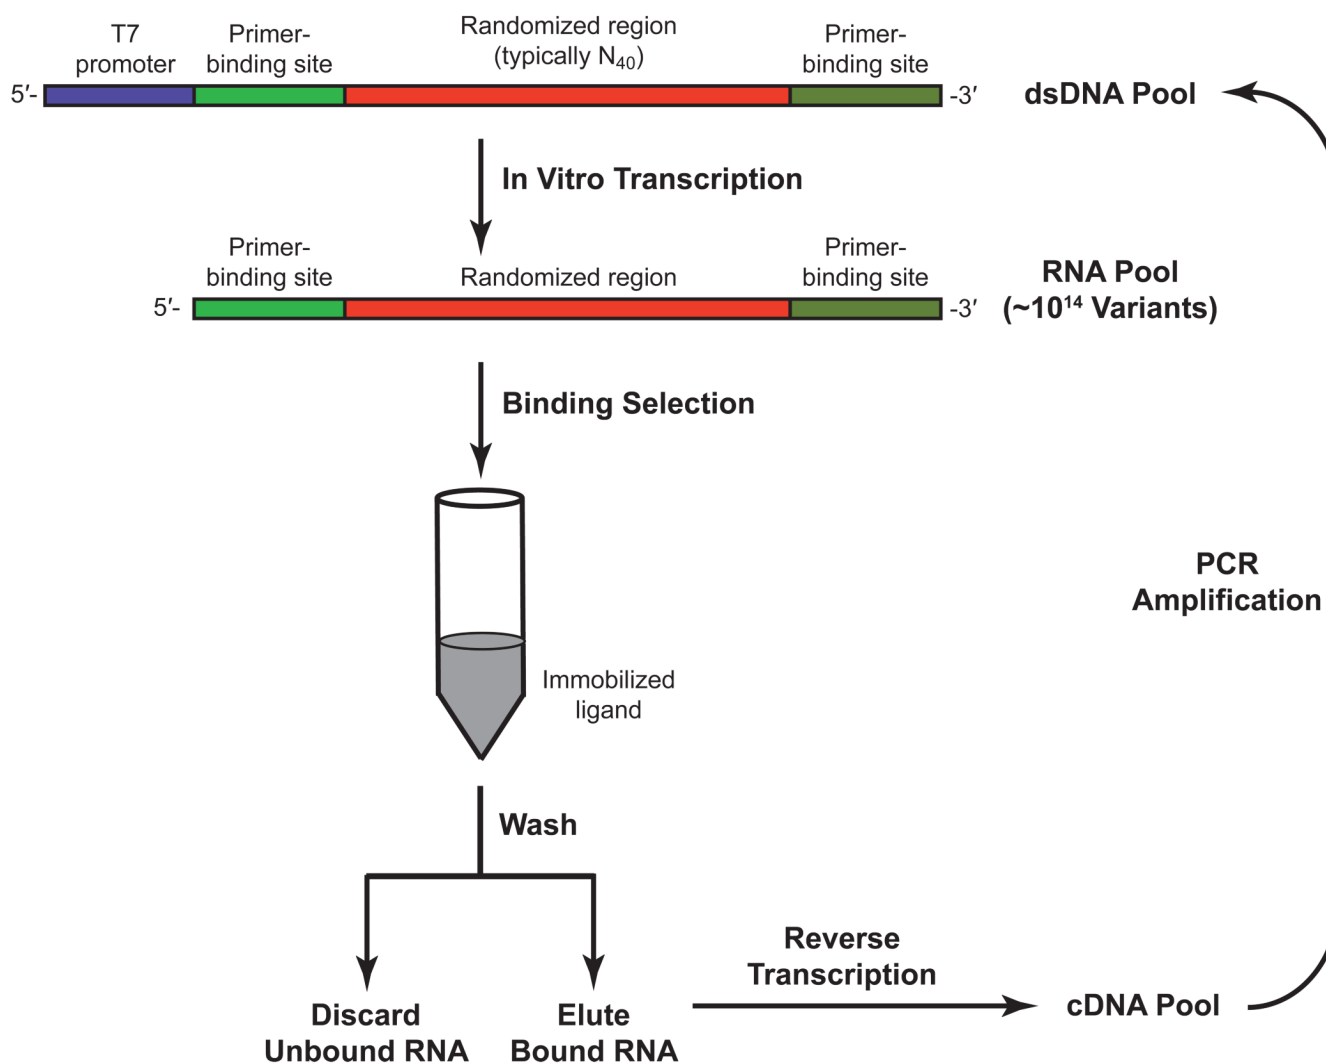 T7
promoter
Primer-
binding site
Randomized region
(typically N₄₀)
Primer-
binding site
5′-
-3′
dsDNA Pool
In Vitro Transcription
Primer-
binding site
Randomized region
Primer-
binding site
5′-
-3′
RNA Pool
(~10¹⁴ Variants)
Binding Selection
PCR
Amplification
Immobilized
ligand
Wash
Reverse
Transcription
Discard
Unbound RNA
Elute
Bound RNA
cDNA Pool